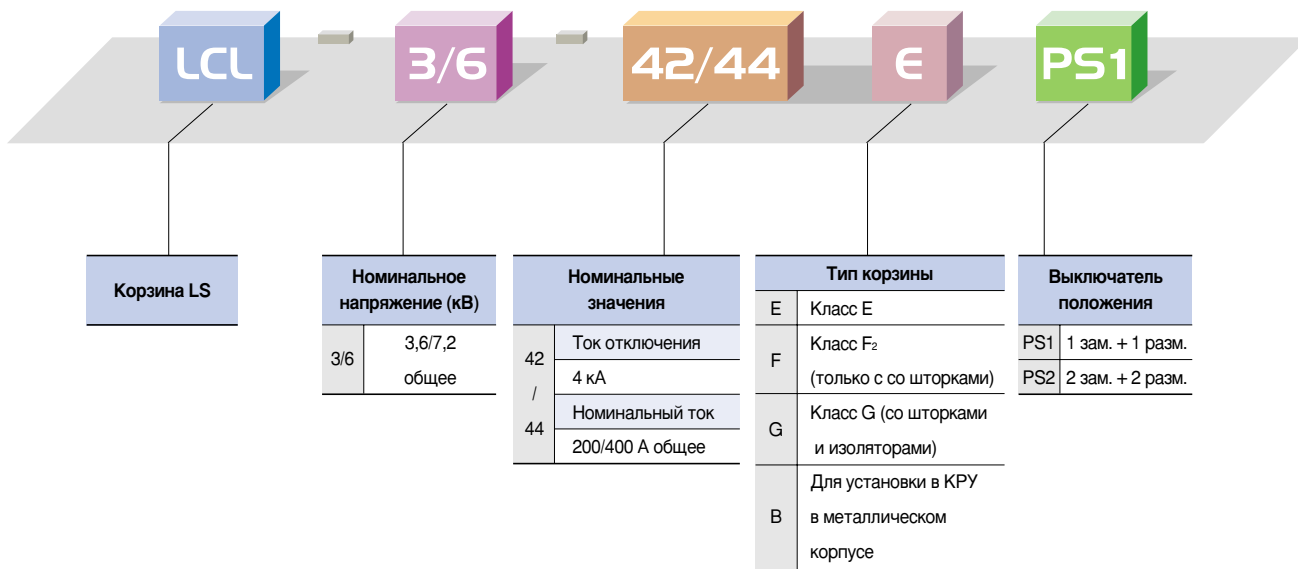 LCL
3/6
42/44
E
PS1
Корзина LS
Номинальное
напряжение (кВ)
3/6
3,6/7,2
общее
Номинальные
значения
42
/
44
Ток отключения
4 кА
Номинальный ток
200/400 А общее
Тип корзины
E
Класс E
F
Класс F₂
(только с со шторками)
G
Класс G (со шторками
и изоляторами)
B
Для установки в КРУ
в металлическом
корпусе
Выключатель
положения
PS1
1 зам. + 1 разм.
PS2
2 зам. + 2 разм.